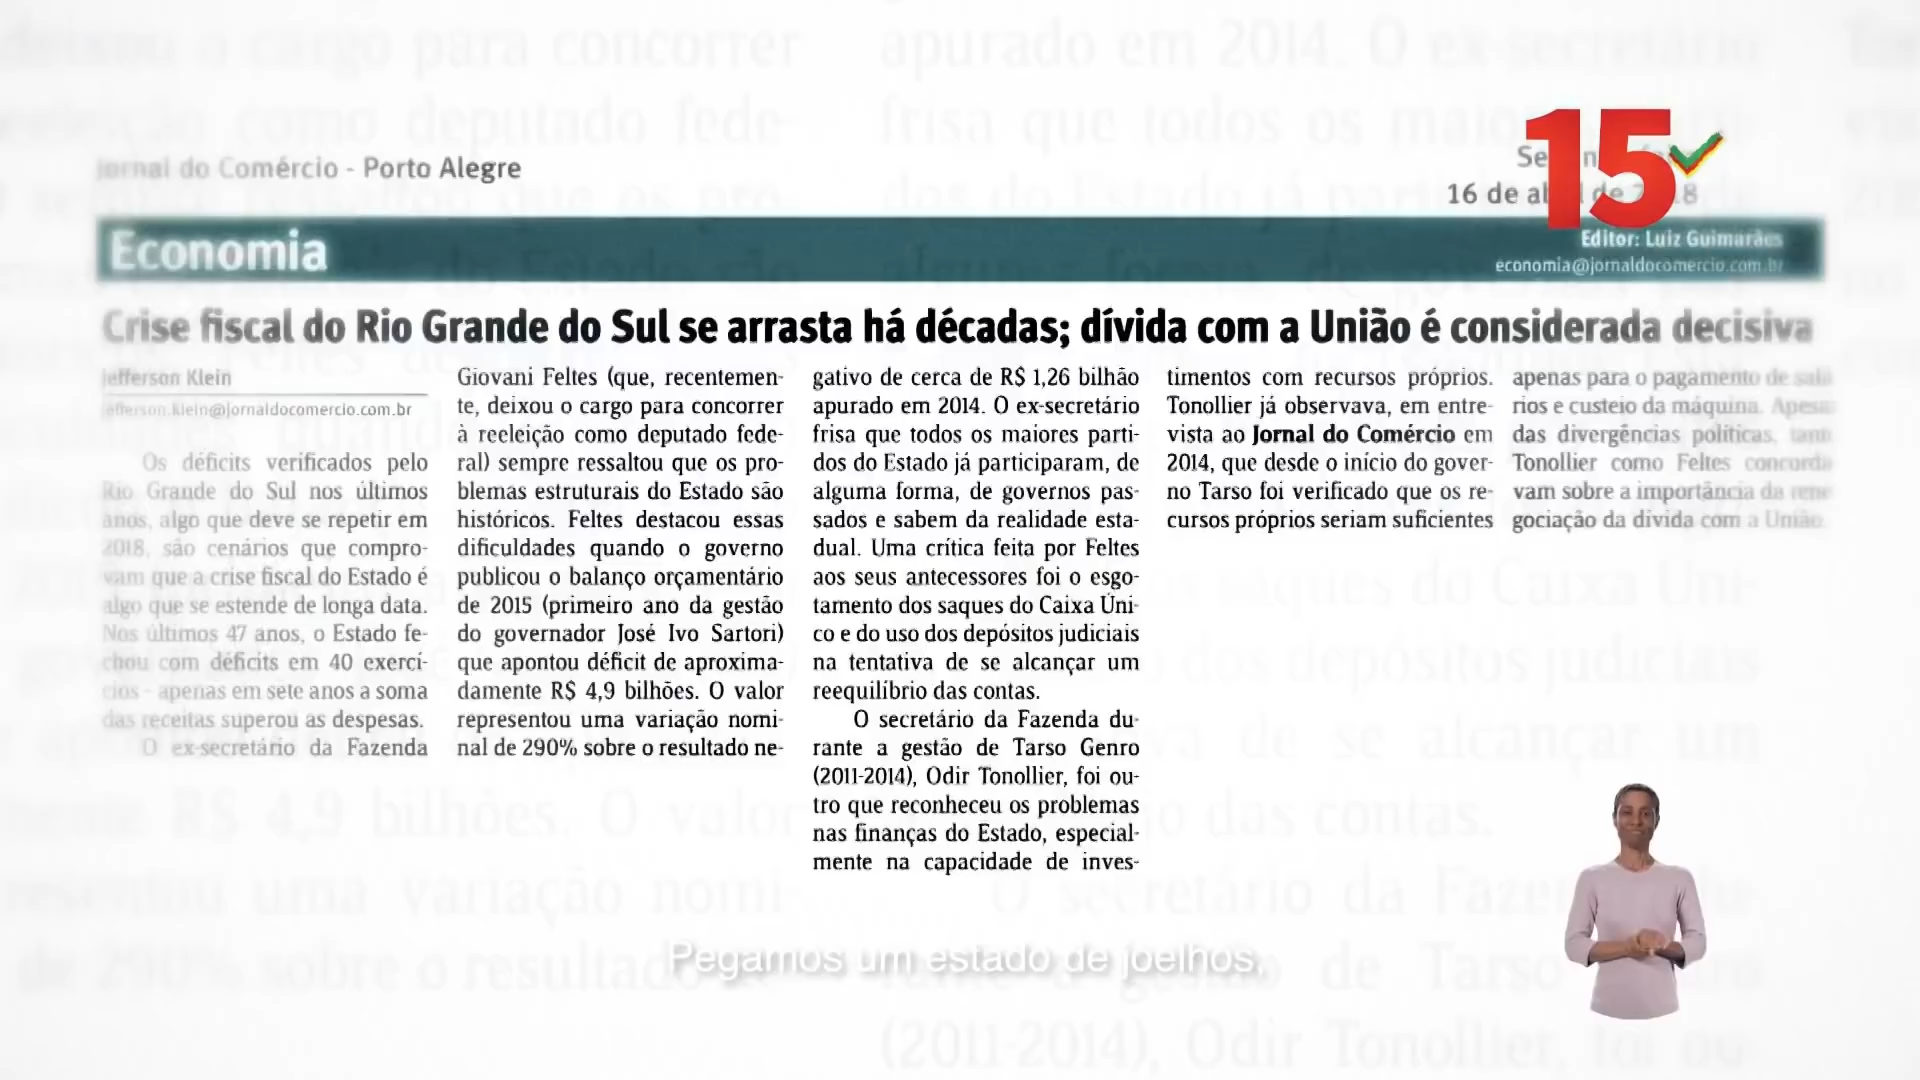 Jornal do Comércio - Porto Alegre
16 de abril de 2018
15
Economia
Editor: Luiz Guimarães
economia@jornaldocomercio.com.br
Crise fiscal do Rio Grande do Sul se arrasta há décadas; dívida com a União é considerada decisiva
Jefferson Klein
jefferson.klein@jornaldocomercio.com.br
Os déficits verificados pelo
Rio Grande do Sul nos últimos
anos, algo que deve se repetir em
2018, são cenários que compro-
vam que a crise fiscal do Estado é
algo que se estende de longa data.
Nos últimos 47 anos, o Estado fe-
chou com déficits em 40 exercí-
cios - apenas em sete anos a soma
das receitas superou as despesas.
O ex-secretário da Fazenda
Giovani Feltes (que, recentemen-
te, deixou o cargo para concorrer
à reeleição como deputado fede-
ral) sempre ressaltou que os pro-
blemas estruturais do Estado são
históricos. Feltes destacou essas
dificuldades quando o governo
publicou o balanço orçamentário
de 2015 (primeiro ano da gestão
do governador José Ivo Sartori)
que apontou déficit de aproxima-
damente R$ 4,9 bilhões. O valor
representou uma variação nomi-
nal de 290% sobre o resultado ne-
gativo de cerca de R$ 1,26 bilhão
apurado em 2014. O ex-secretário
frisa que todos os maiores parti-
dos do Estado já participaram, de
alguma forma, de governos pas-
sados e sabem da realidade esta-
dual. Uma crítica feita por Feltes
aos seus antecessores foi o esgo-
tamento dos saques do Caixa Úni-
co e do uso dos depósitos judiciais
na tentativa de se alcançar um
reequilíbrio das contas.
O secretário da Fazenda du-
rante a gestão de Tarso Genro
(2011-2014), Odir Tonollier, foi ou-
tro que reconheceu os problemas
nas finanças do Estado, especial-
mente na capacidade de inves-
timentos com recursos próprios.
Tonollier já observava, em entre-
vista ao Jornal do Comércio em
2014, que desde o início do gover-
no Tarso foi verificado que os re-
cursos próprios seriam suficientes
apenas para o pagamento de salá
rios e custeio da máquina. Apesa
das divergências políticas, tant
Tonollier como Feltes concorda
vam sobre a importância da rene
gociação da dívida com a União.
Pegamos um estado de joelhos,